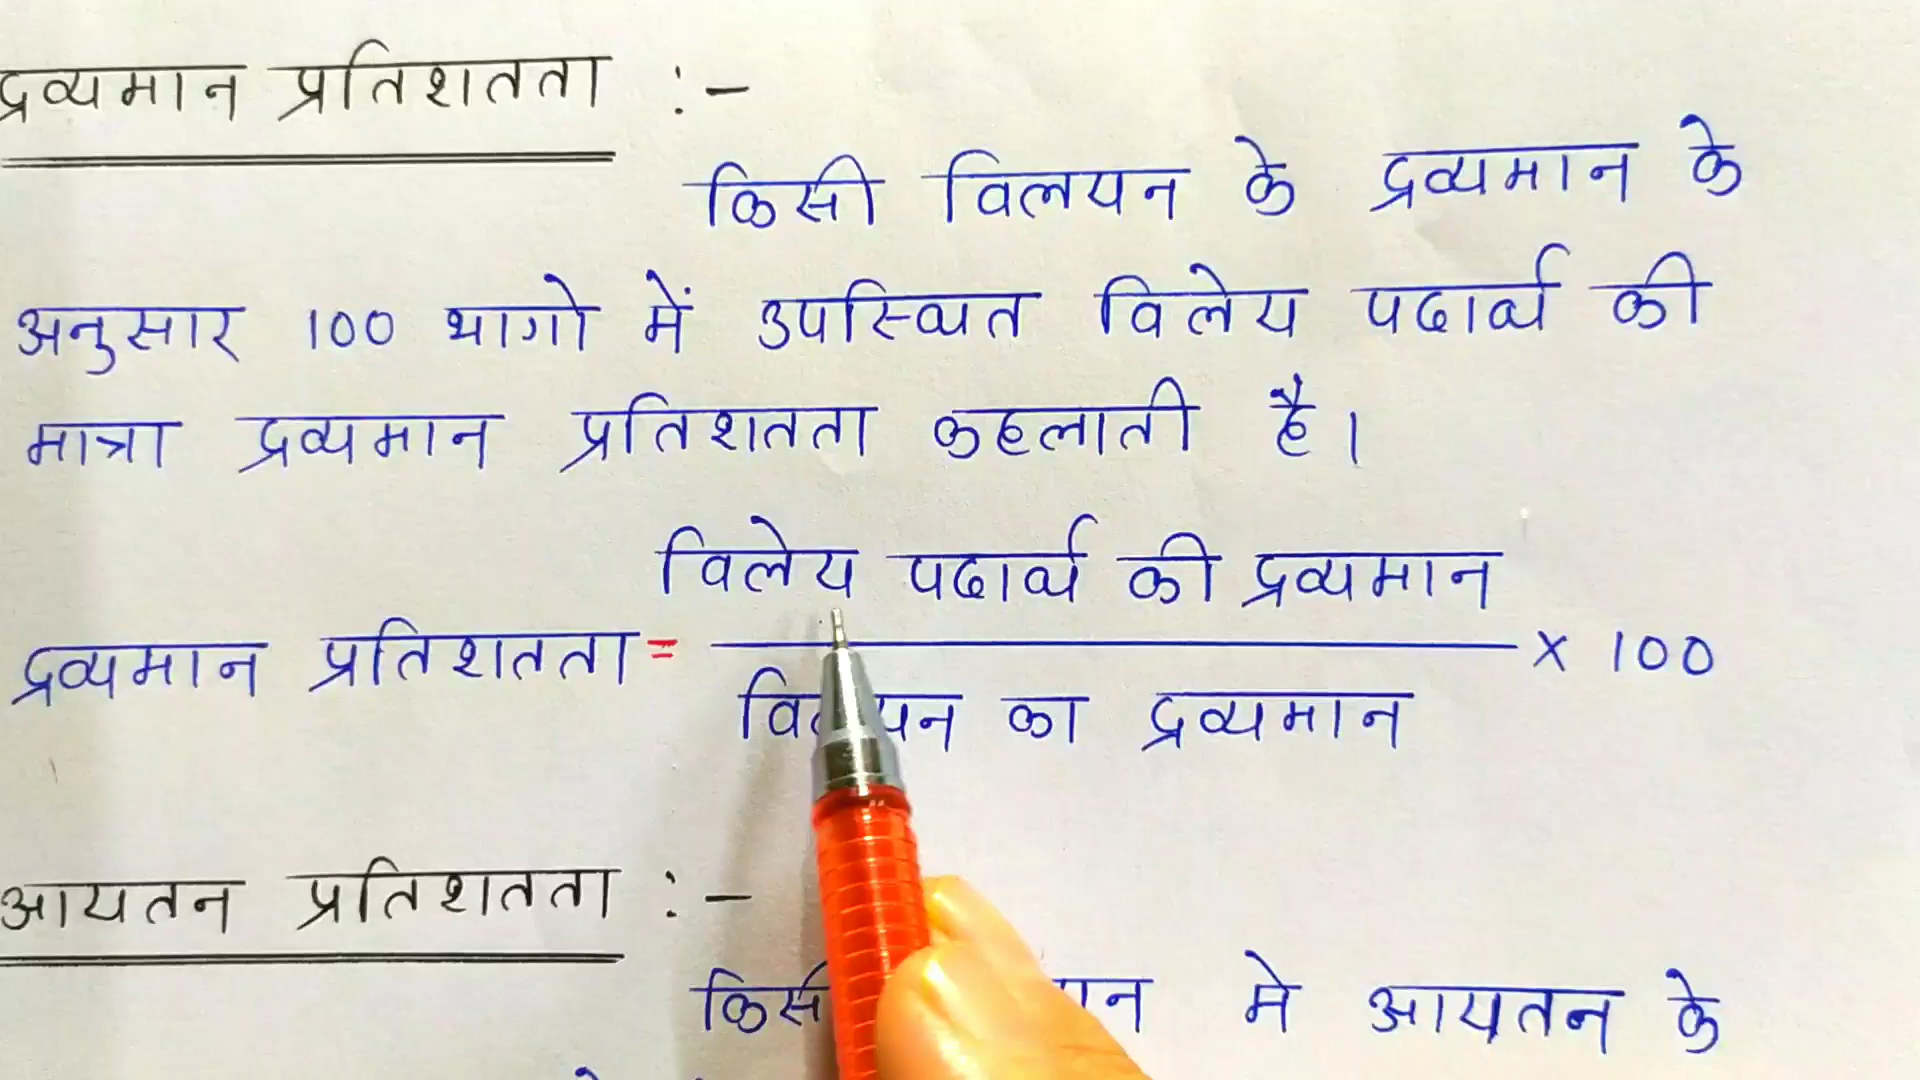 द्रव्यमान प्रतिशतता :-
किसी विलयन के द्रव्यमान के
अनुसार 100 भागो में उपस्थित विलेय पदार्थ की
मात्रा द्रव्यमान प्रतिशतता कहलाती है।
विलेय पदार्थ की द्रव्यमान
द्रव्यमान प्रतिशतता = × 100
विलयन का द्रव्यमान
आयतन प्रतिशतता :-
मे आयतन के